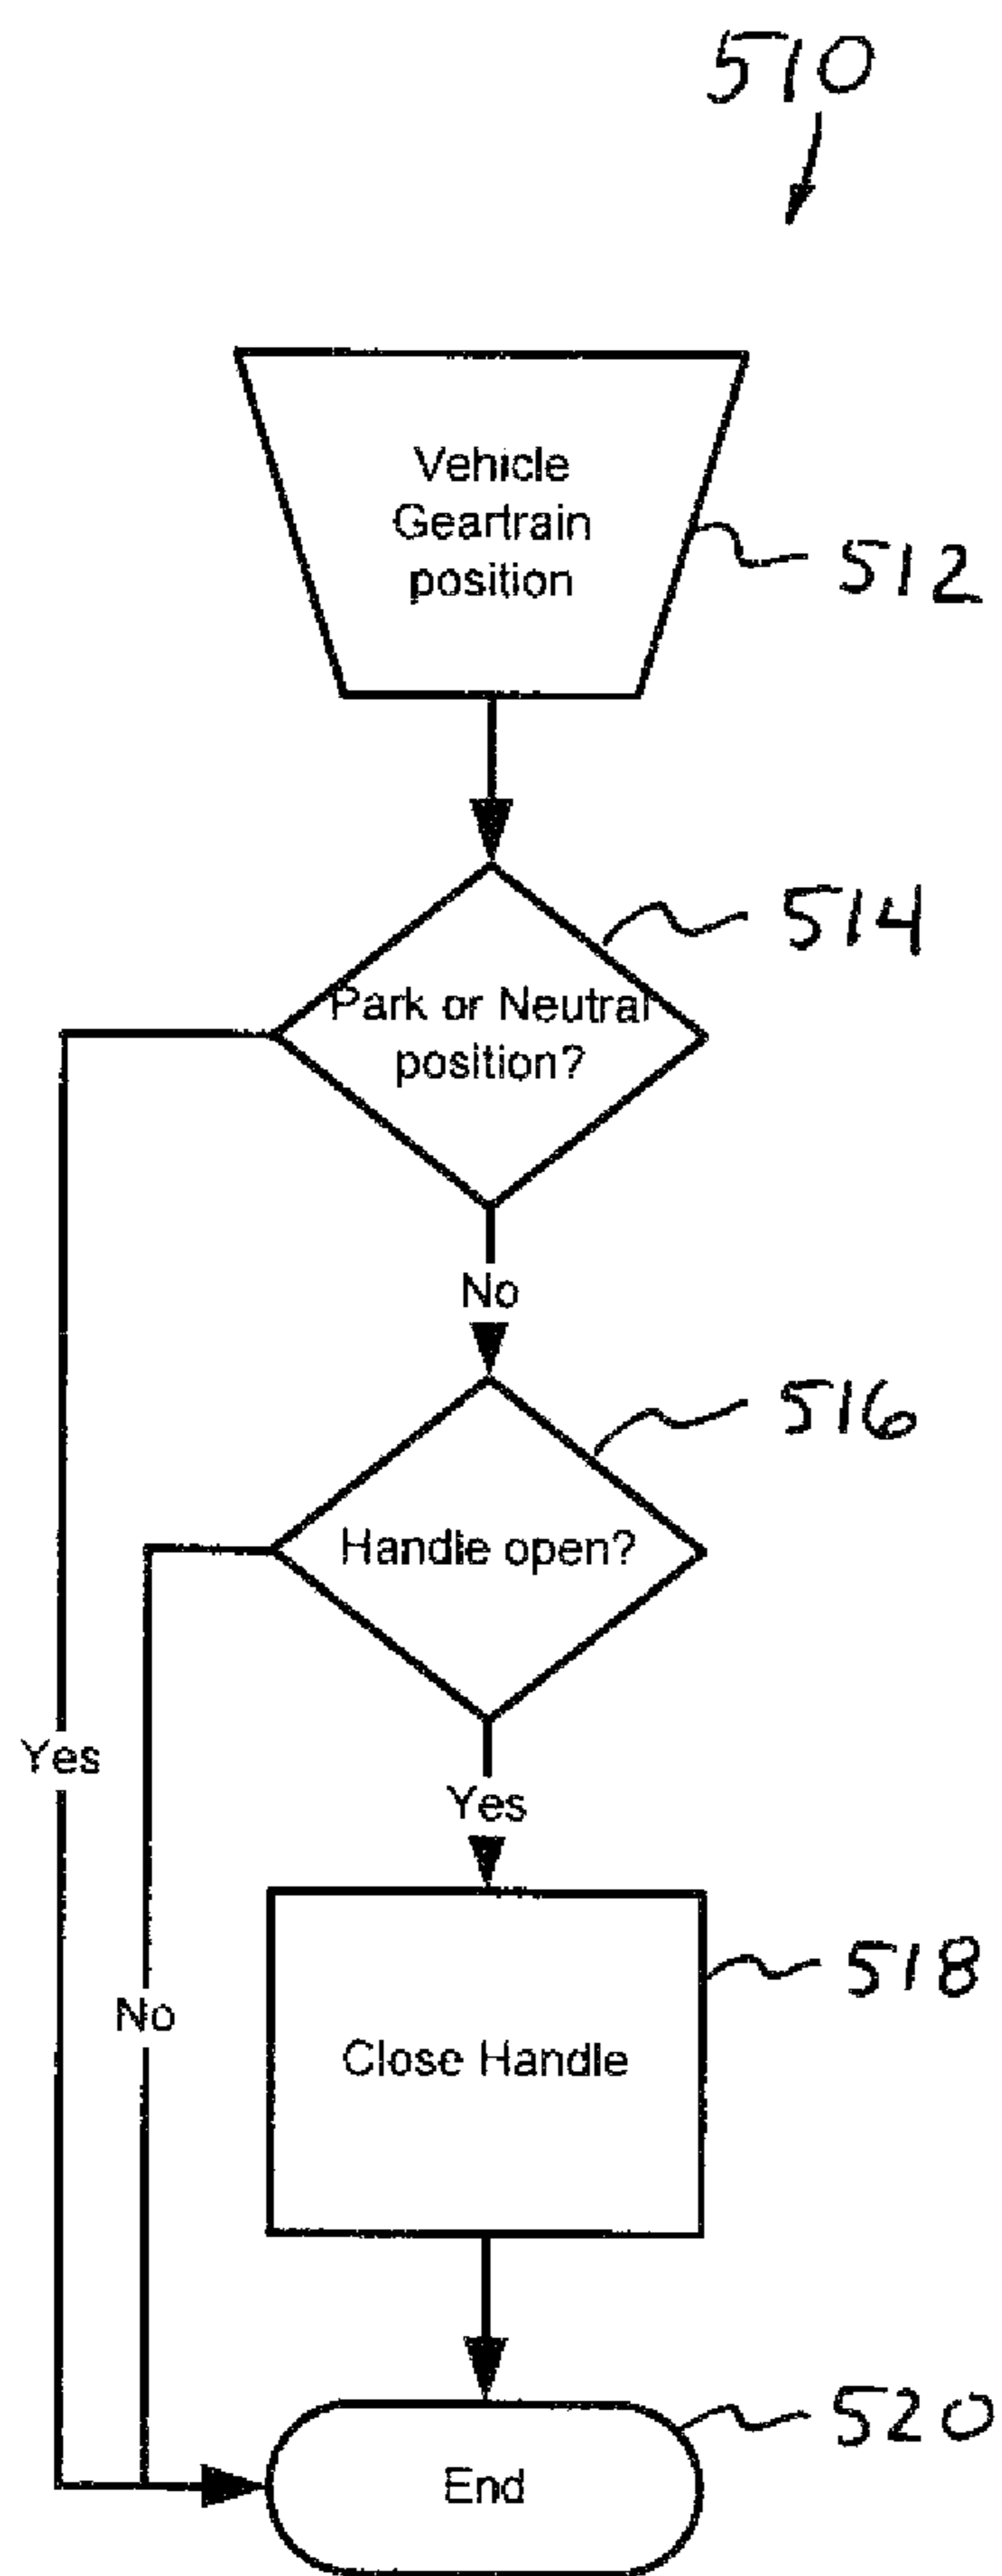 510
Vehicle
Geartrain
position
512
514
Park or Neutral
position?
No
516
Handle open?
Yes
Yes
518
No
Close Handle
520
End